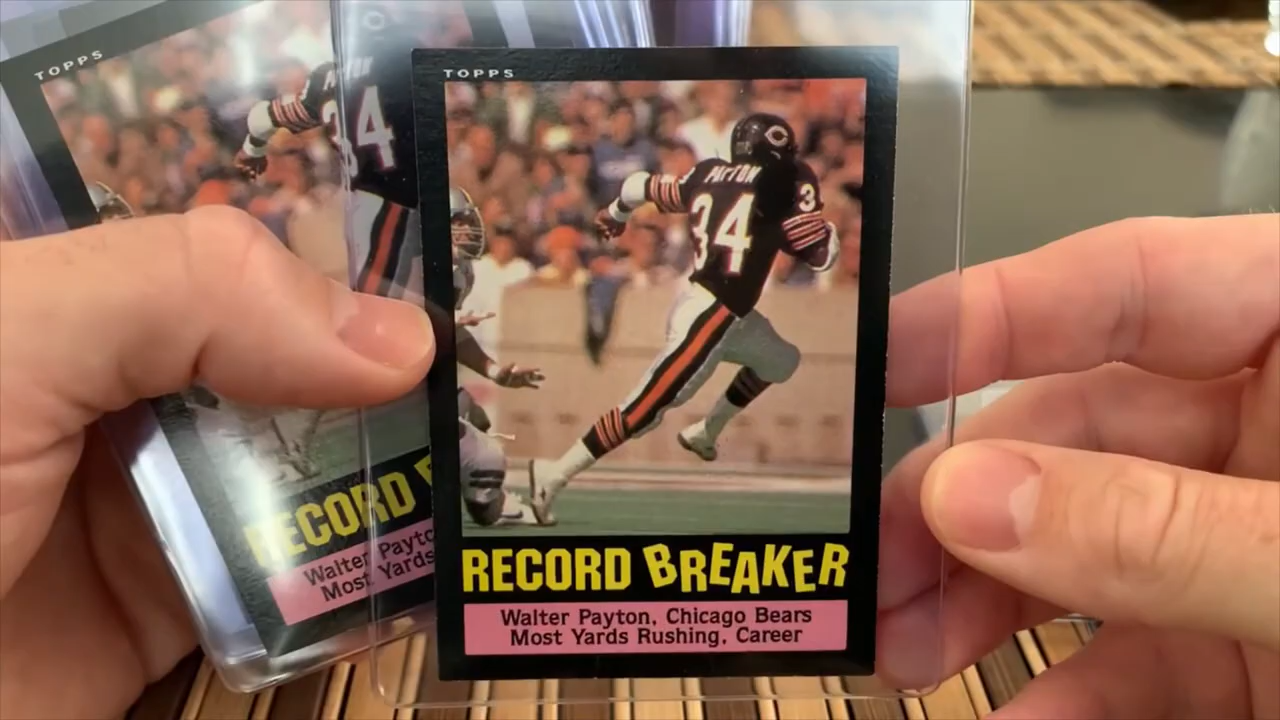 TOPPS
34
TOPPS
PAYTON
34
3
RECORD
Walter Payto
Most Yards
RECORD BREAKER
Walter Payton, Chicago Bears
Most Yards Rushing, Career